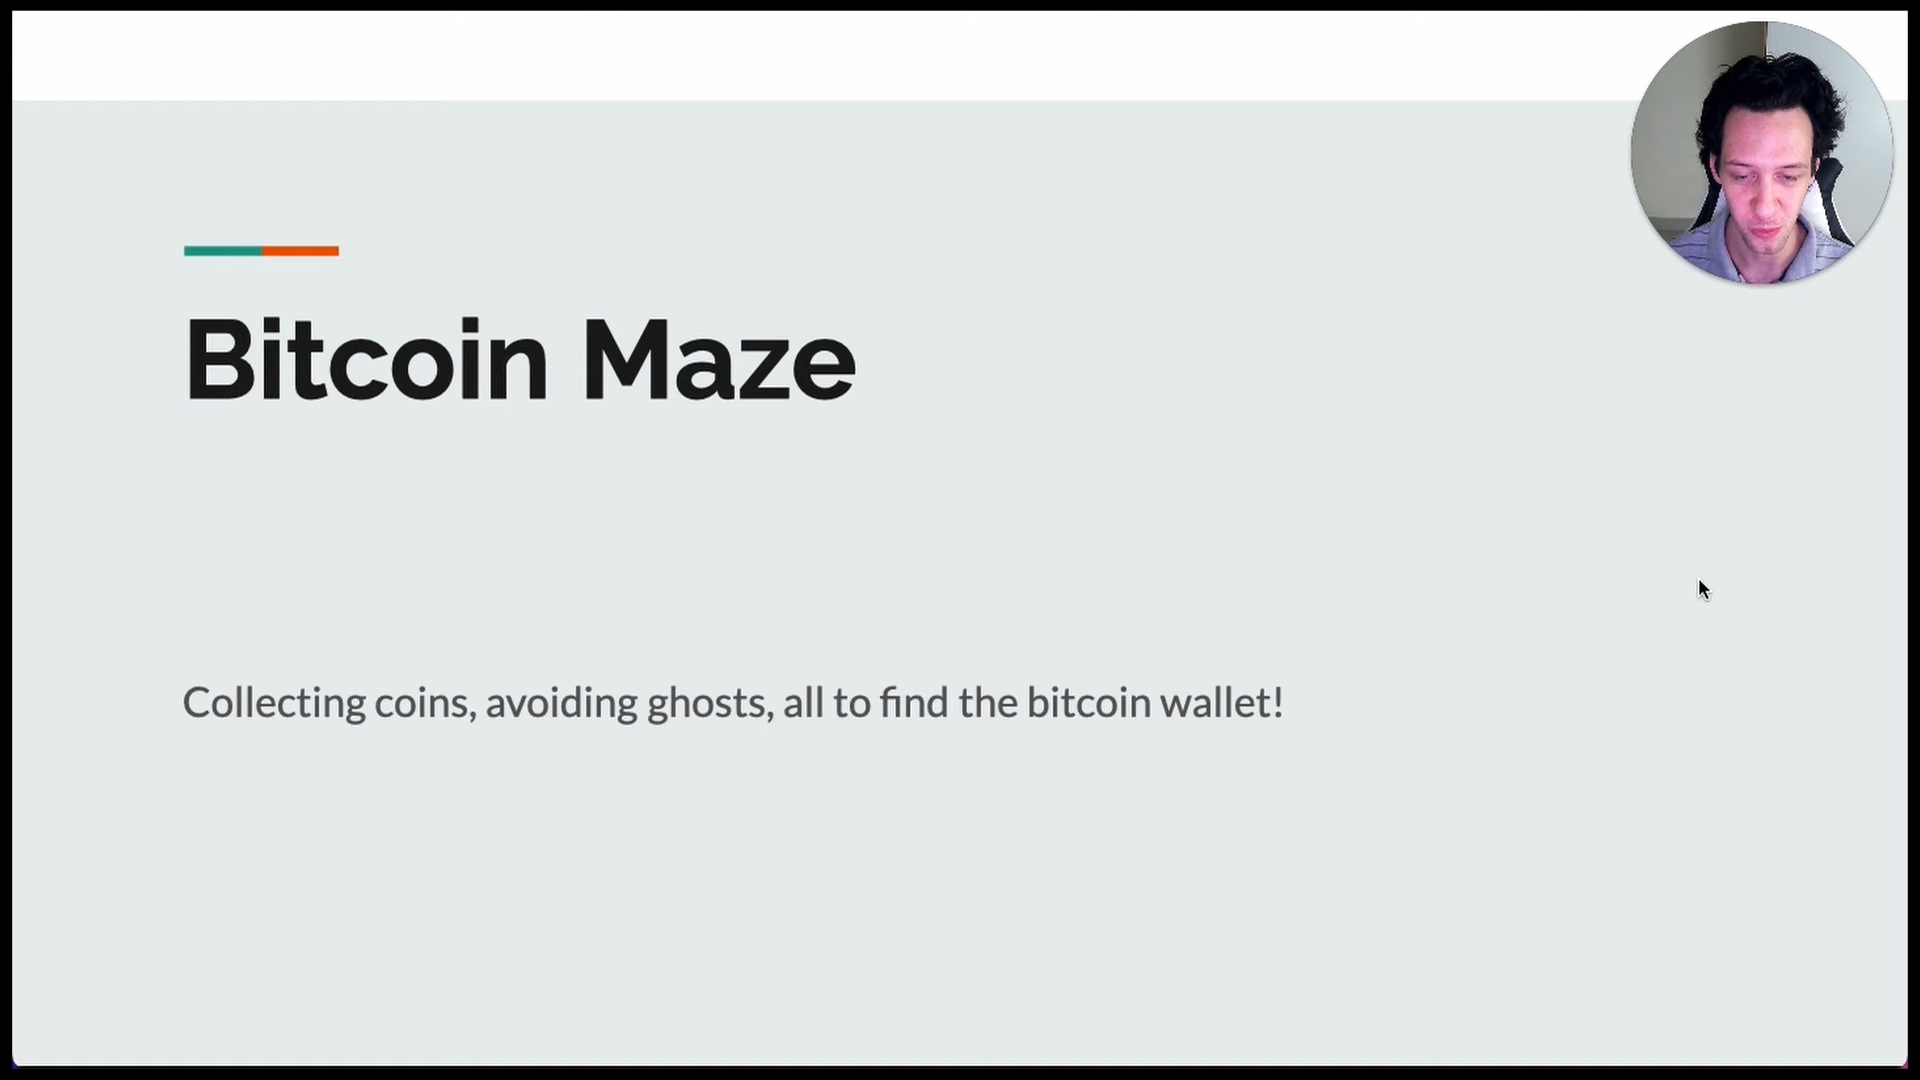 Bitcoin Maze
Collecting coins, avoiding ghosts, all to find the bitcoin wallet!